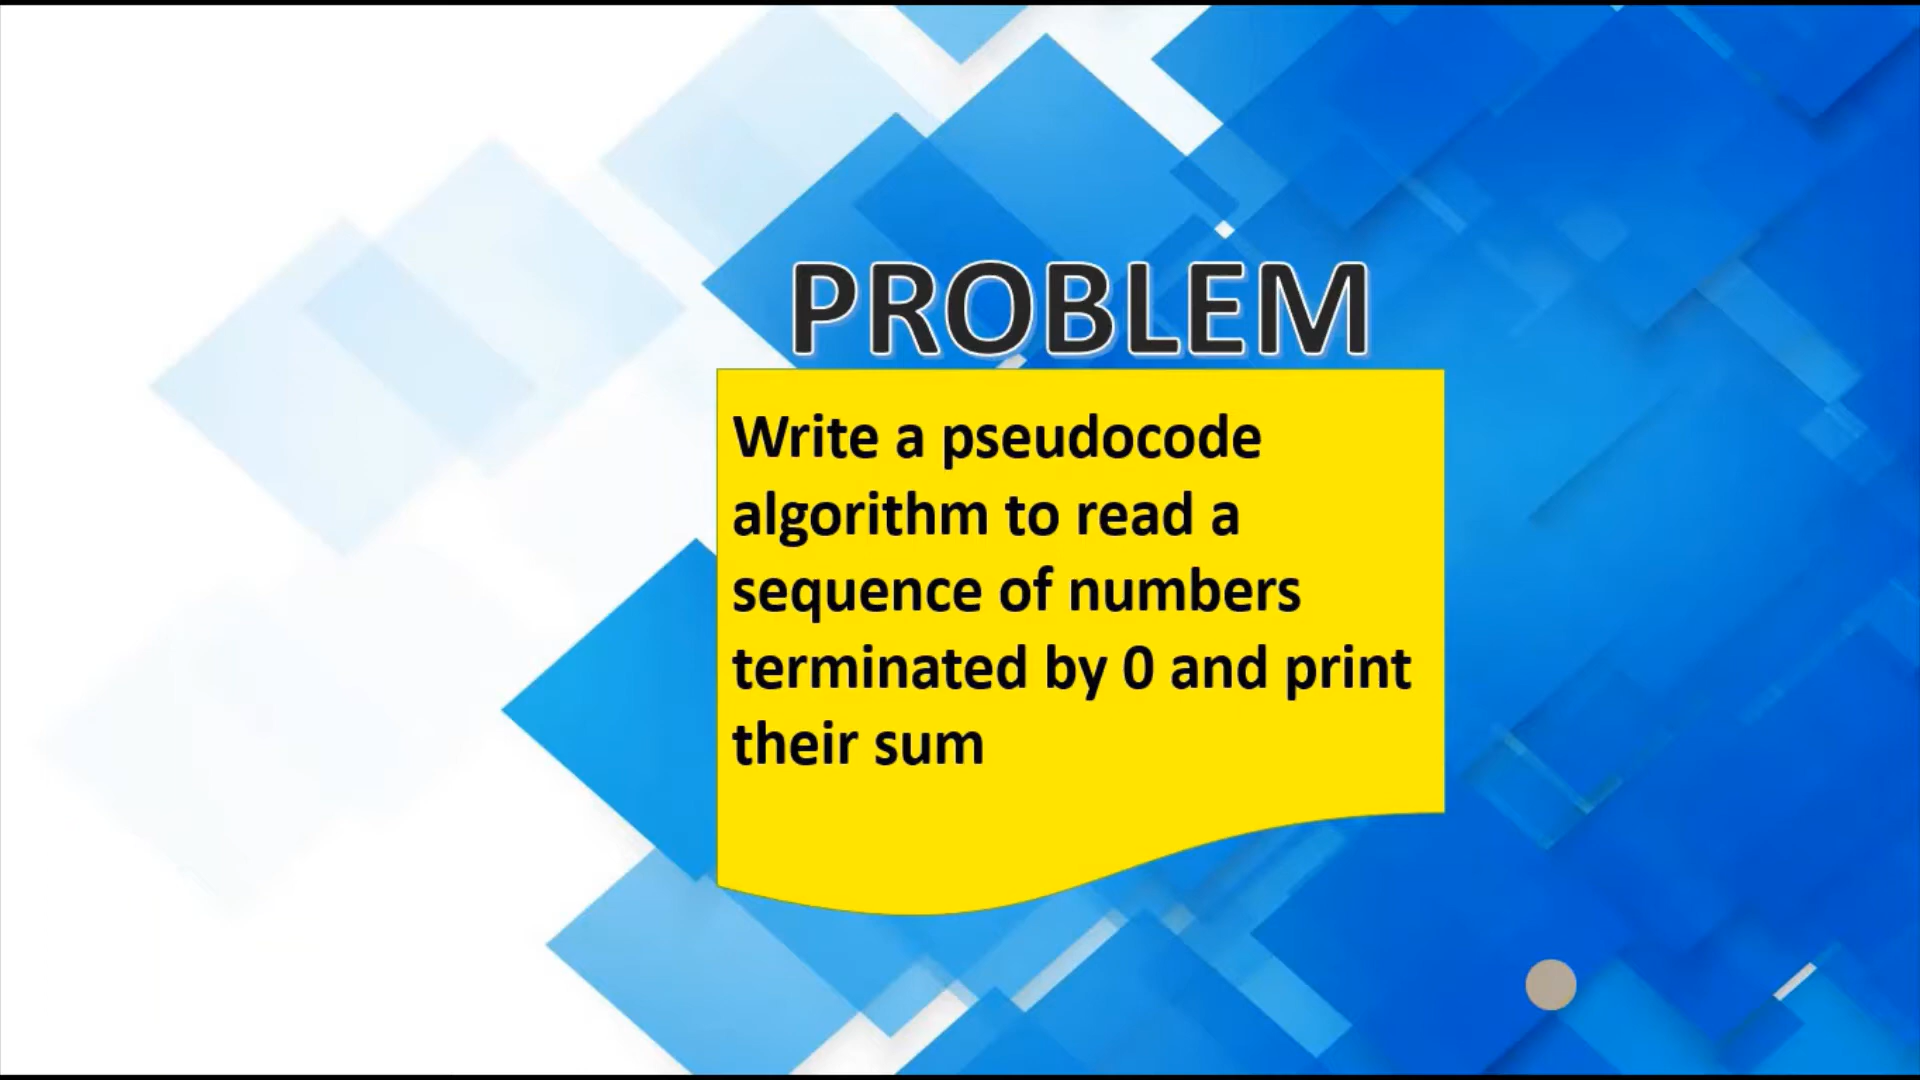 PROBLEM
Write a pseudocode
algorithm to read a
sequence of numbers
terminated by 0 and print
their sum